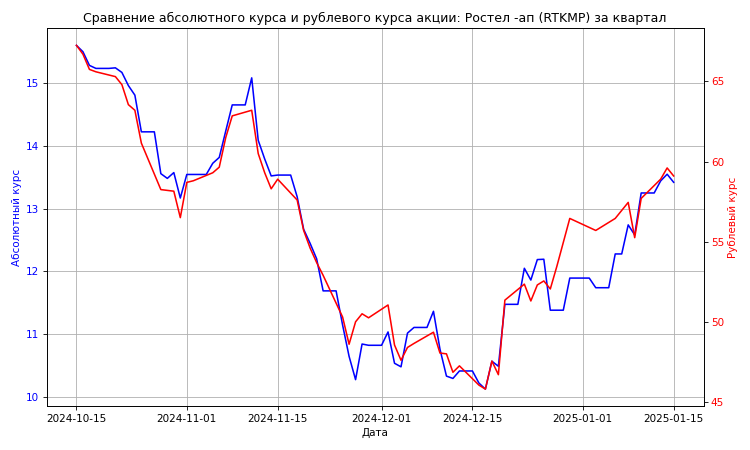 Сравнение абсолютного курса и рублевого курса акции: Ростел -ап (RTKMP) за квартал
Абсолютный курс
15
14
13
12
11
10
65
60
55
50
45
Рублевый курс
2024-10-15 2024-11-01 2024-11-15 2024-12-01 2024-12-15 2025-01-01 2025-01-15
Дата